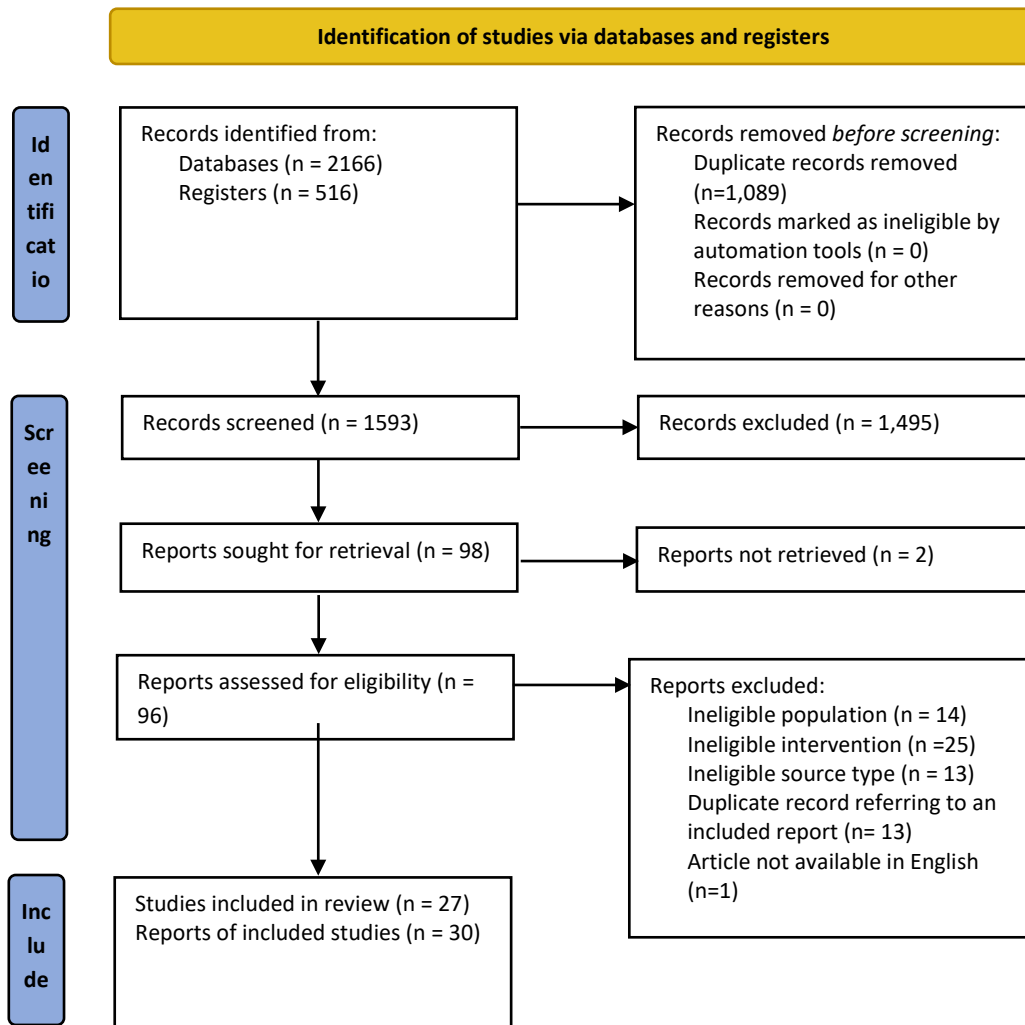 Identification of studies via databases and registers
Id
en
tifi
cat
io
Records identified from:
Databases (n = 2166)
Registers (n = 516)
Records removed before screening:
Duplicate records removed
(n=1,089)
Records marked as ineligible by
automation tools (n = 0)
Records removed for other
reasons (n = 0)
Scr
ee
ni
ng
Records screened (n = 1593)
Records excluded (n = 1,495)
Reports sought for retrieval (n = 98)
Reports not retrieved (n = 2)
Reports assessed for eligibility (n =
96)
Reports excluded:
Ineligible population (n = 14)
Ineligible intervention (n =25)
Ineligible source type (n = 13)
Duplicate record referring to an
included report (n= 13)
Article not available in English
(n=1)
Inc
lu
de
Studies included in review (n = 27)
Reports of included studies (n = 30)